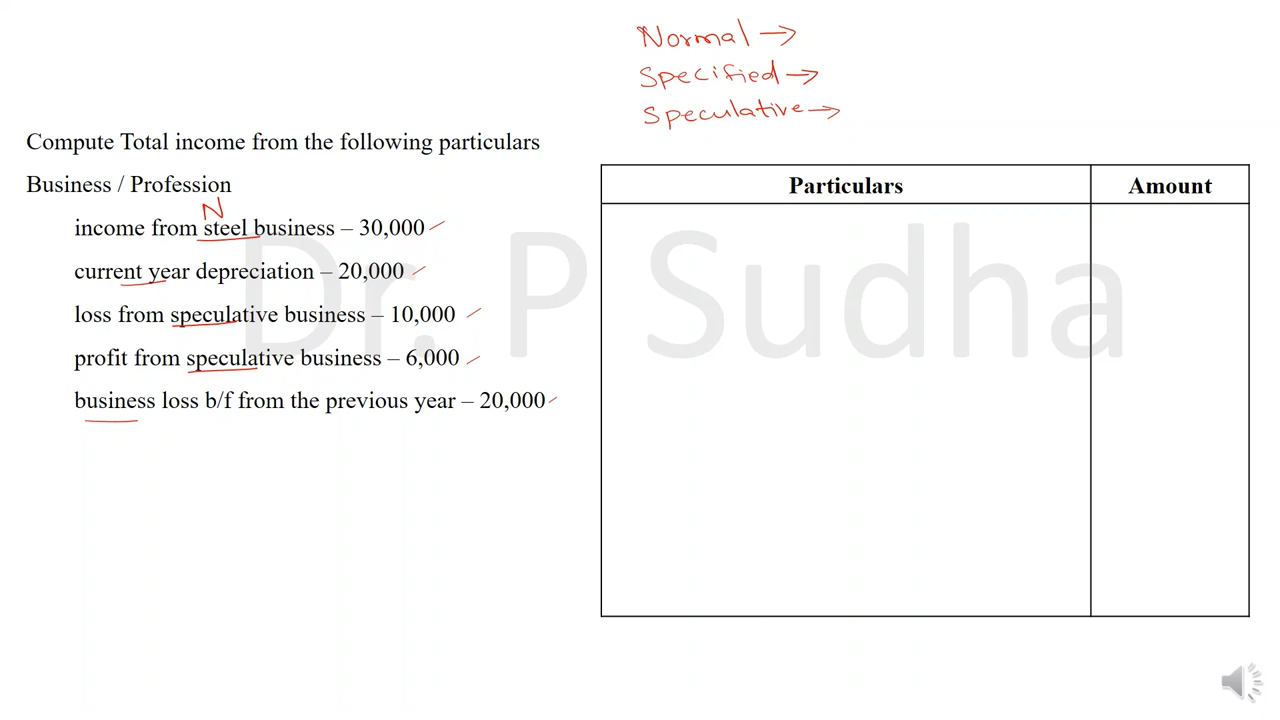 Normal →
Specified →
Speculative →
Compute Total income from the following particulars
Business / Profession
N
income from steel business – 30,000
current year depreciation – 20,000
loss from speculative business – 10,000
profit from speculative business – 6,000
business loss b/f from the previous year – 20,000
Particulars Amount
Dr. P Sudha